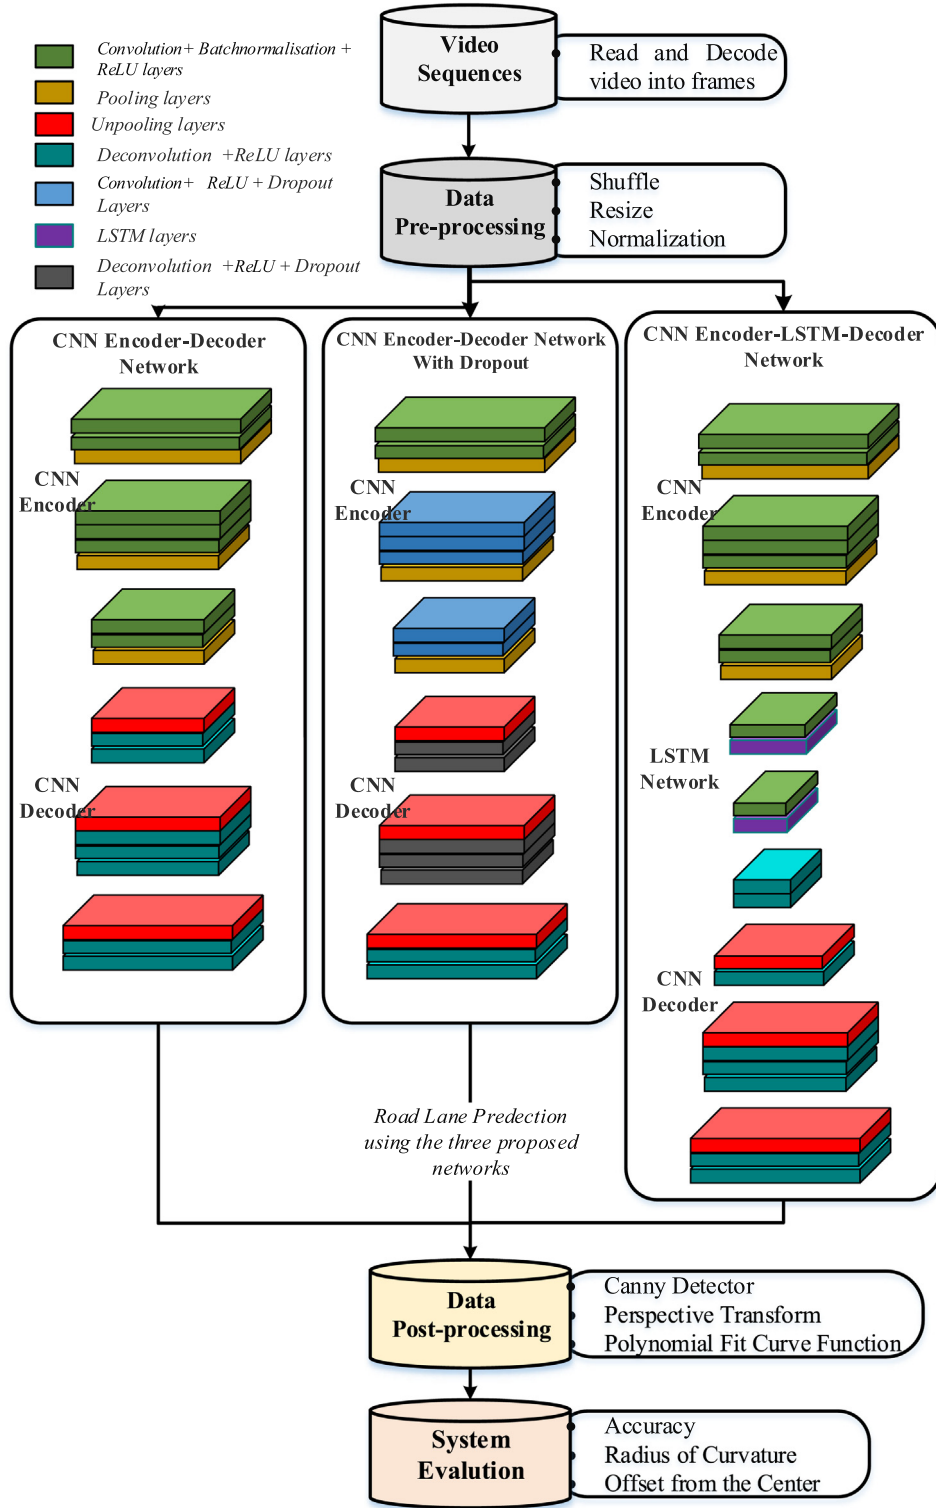 Video
Sequences
Read and Decode
video into frames
Convolution+ Batchnormalisation +
ReLU layers
Pooling layers
Unpooling layers
Deconvolution +ReLU layers
Convolution+ ReLU + Dropout
Layers
LSTM layers
Deconvolution +ReLU + Dropout
Layers
Data
Pre-processing
Shuffle
Resize
Normalization
CNN Encoder-Decoder
Network
CNN
Encoder
CNN
Decoder
CNN Encoder-Decoder Network
With Dropout
CNN
Encoder
CNN
Decoder
CNN Encoder-LSTM-Decoder
Network
CNN
Encoder
LSTM
Network
CNN
Decoder
Road Lane Predection
using the three proposed
networks
Data
Post-processing
Canny Detector
Perspective Transform
Polynomial Fit Curve Function
System
Evalution
Accuracy
Radius of Curvature
Offset from the Center